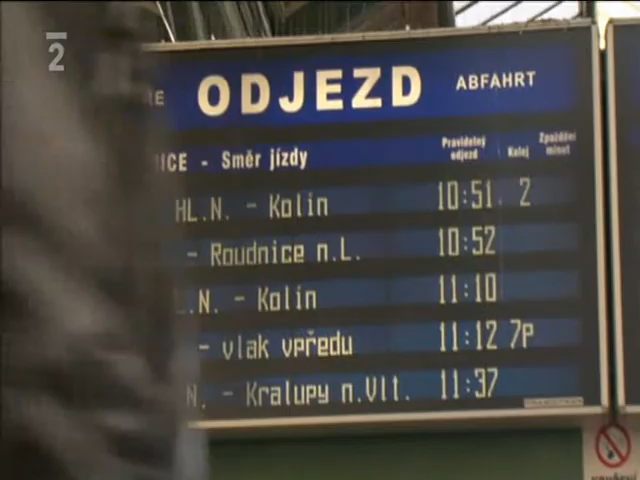 2
ODJEZD ABFAHRT
- Směr jízdy Pravidelný odjezd Kolej Zpoždění minut
HL.N. - Kolín 10:51 2
- Roudnice n.L. 10:52
.N. - Kolín 11:10
- vlak vpředu 11:12 7P
N. - Kralupy n.Vlt. 11:37